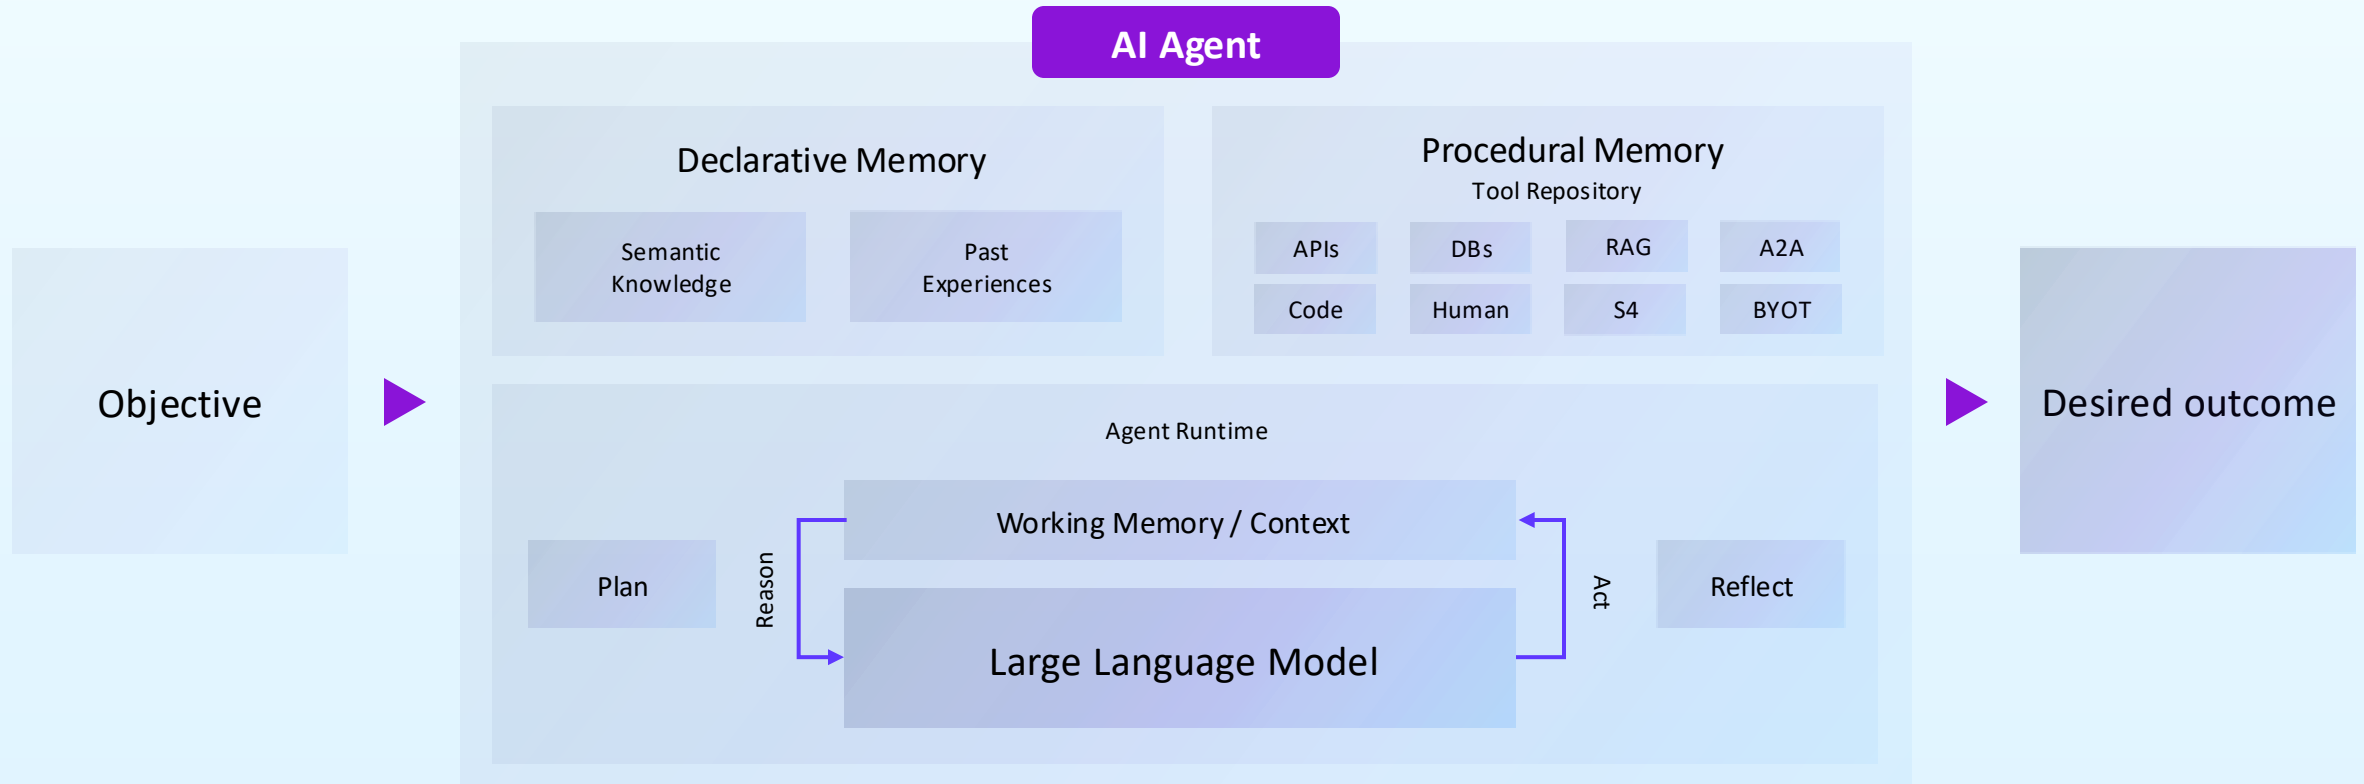 AI Agent
Declarative Memory
Semantic
Knowledge
Past
Experiences
Procedural Memory
Tool Repository
APIs
DBs
RAG
A2A
Code
Human
S4
BYOT
Objective
Desired outcome
Agent Runtime
Working Memory / Context
Plan
Reason
Act
Reflect
Large Language Model